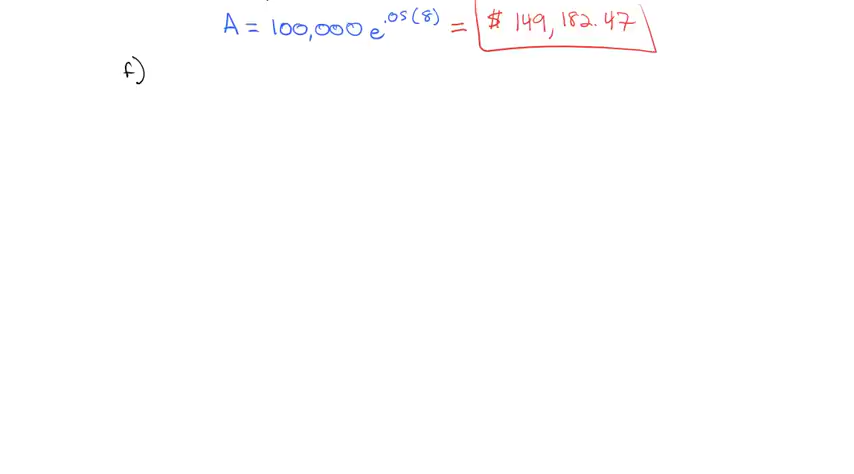 A = 100,000 e^.05(8) = $ 149,182.47
f)